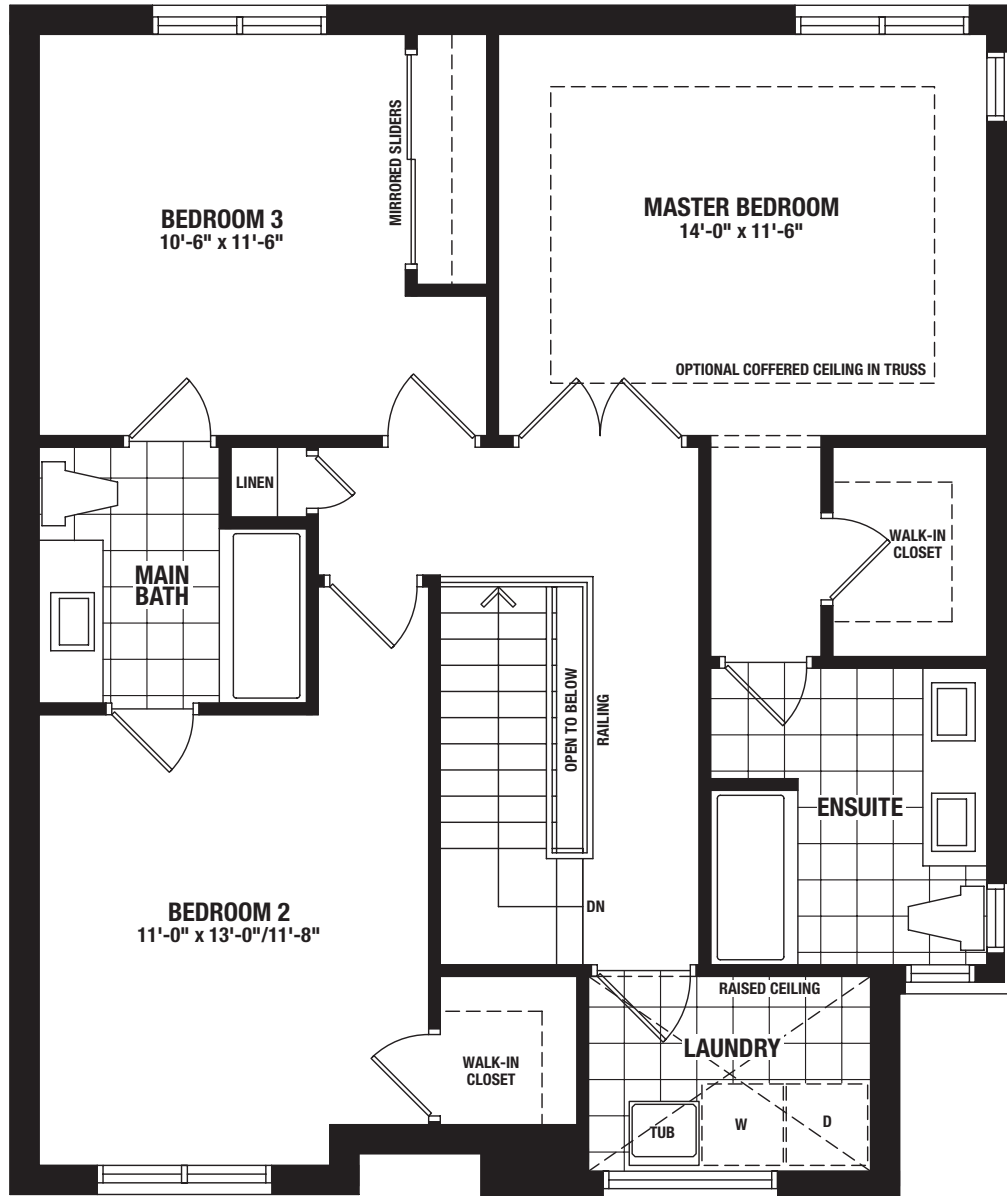 BEDROOM 3
10'-6" x 11'-6"
MIRRORED SLIDERS
MASTER BEDROOM
14'-0" x 11'-6"
OPTIONAL COFFERED CEILING IN TRUSS
LINEN
MAIN
BATH
WALK-IN
CLOSET
OPEN TO BELOW
RAILING
ENSUITE
DN
BEDROOM 2
11'-0" x 13'-0"/11'-8"
WALK-IN
CLOSET
RAISED CEILING
LAUNDRY
TUB
W
D